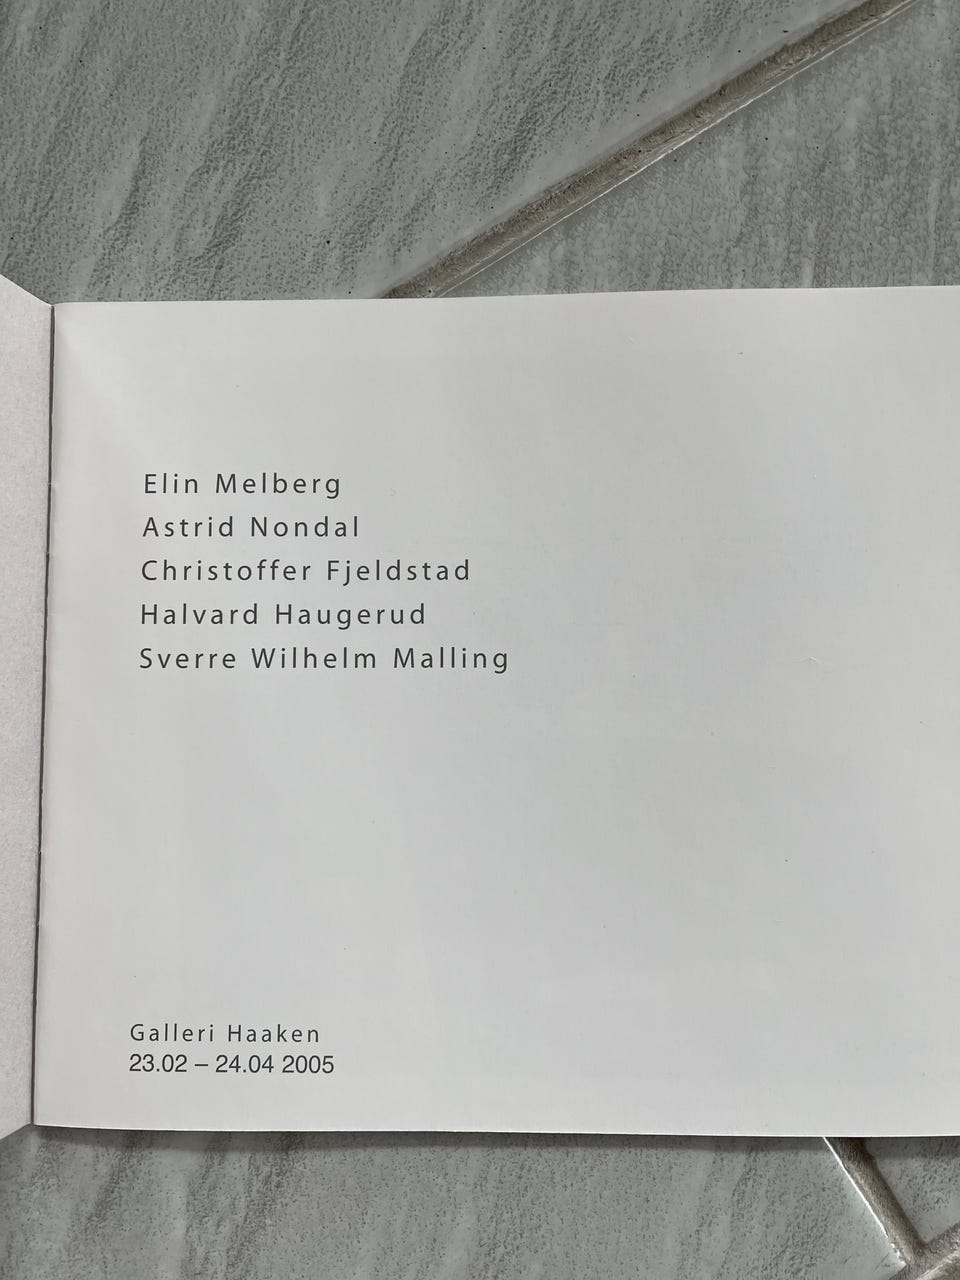 Elin Melberg
Astrid Nondal
Christoffer Fjeldstad
Halvard Haugerud
Sverre Wilhelm Malling
Galleri Haaken
23.02 – 24.04 2005